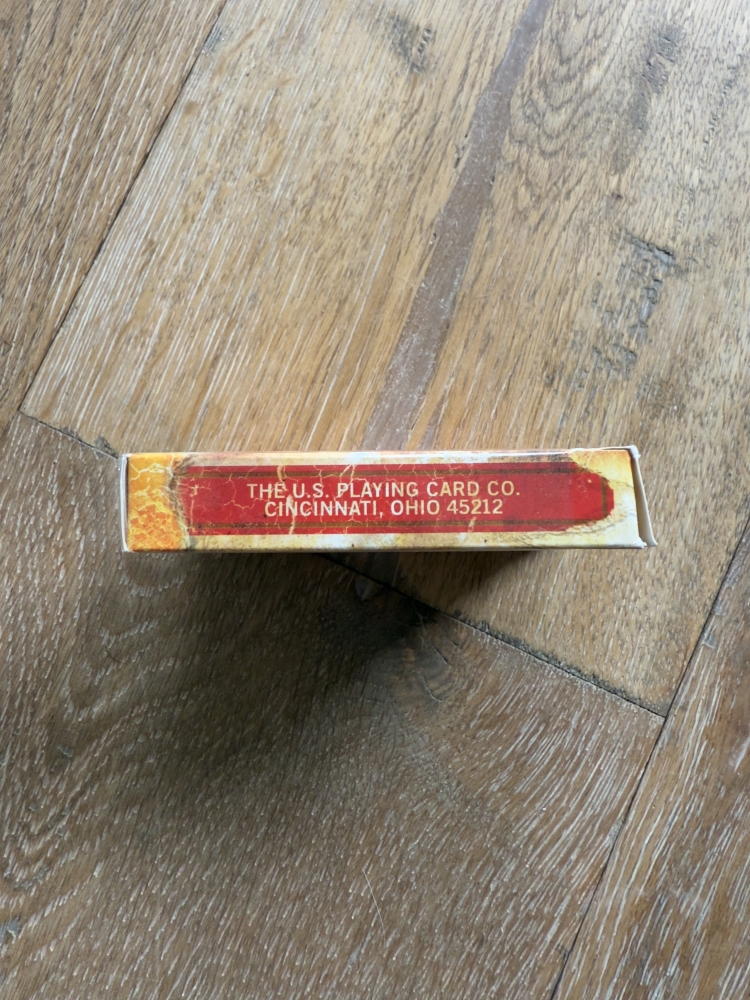 THE U.S. PLAYING CARD CO.
CINCINNATI, OHIO 45212